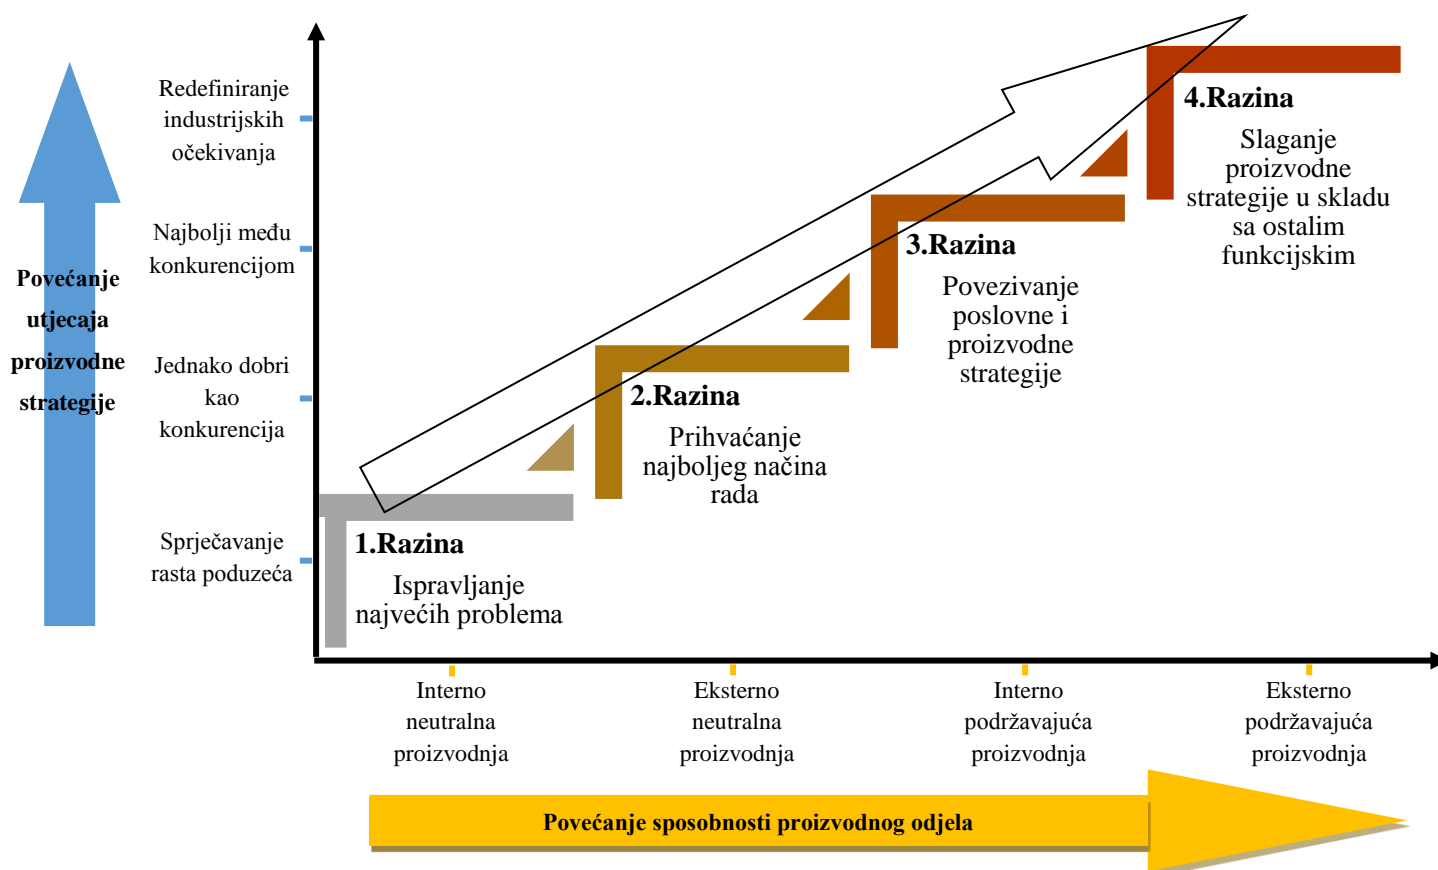 Redefiniranje
industrijskih
očekivanja
Najbolji među
konkurencijom
Jednako dobri
kao
konkurencija
Sprječavanje
rasta poduzeća
Povećanje
utjecaja
proizvodne
strategije
4.Razina
Slaganje
proizvodne
strategije u skladu
sa ostalim
funkcijskim
3.Razina
Povezivanje
poslovne i
proizvodne
strategije
2.Razina
Prihvaćanje
najboljeg načina
rada
1.Razina
Ispravljanje
najvećih problema
Interno
neutralna
proizvodnja
Eksterno
neutralna
proizvodnja
Interno
podržavajuća
proizvodnja
Eksterno
podržavajuća
proizvodnja
Povećanje sposobnosti proizvodnog odjela